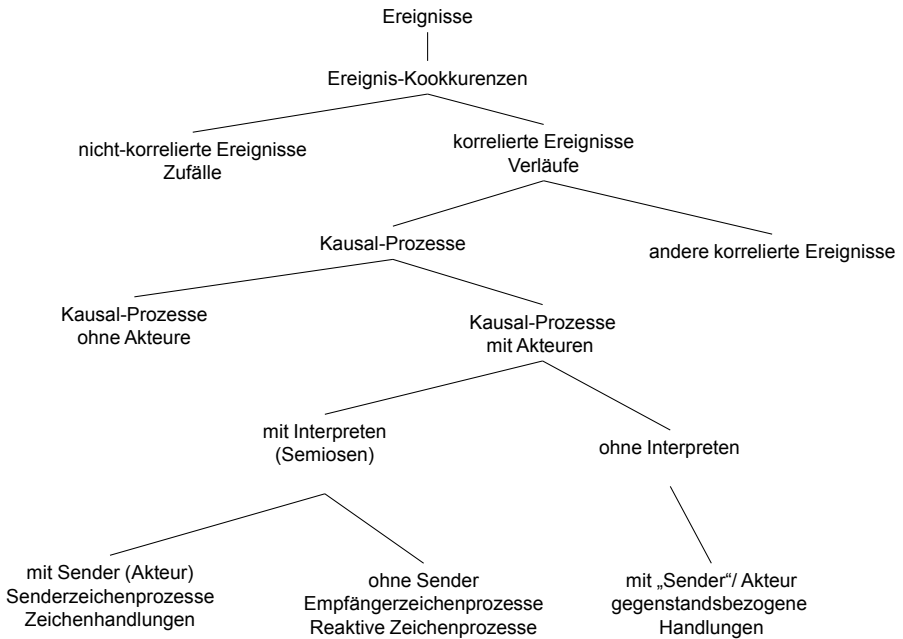 Ereignisse
Ereignis-Kookkurenzen
nicht-korrelierte Ereignisse
Zufälle
korrelierte Ereignisse
Verläufe
Kausal-Prozesse
andere korrelierte Ereignisse
Kausal-Prozesse
ohne Akteure
Kausal-Prozesse
mit Akteuren
mit Interpreten
(Semiosen)
ohne Interpreten
mit Sender (Akteur)
Senderzeichenprozesse
Zeichenhandlungen
ohne Sender
Empfängerzeichenprozesse
Reaktive Zeichenprozesse
mit „Sender“/ Akteur
gegenstandsbezogene
Handlungen